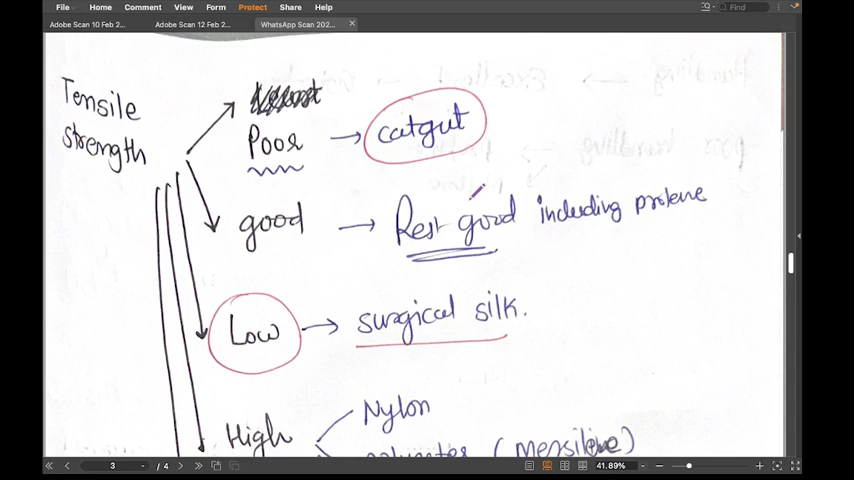 File Home Comment View Form Protect Share Help Find
Adobe Scan 10 Feb 2... Adobe Scan 12 Feb 2... WhatsApp Scan 202...
Tensile
strength
Poor → catgut
good → Rest good including prolene
Low → surgical silk.
High
Nylon
(Mersilene)
3 / 4 41.89%